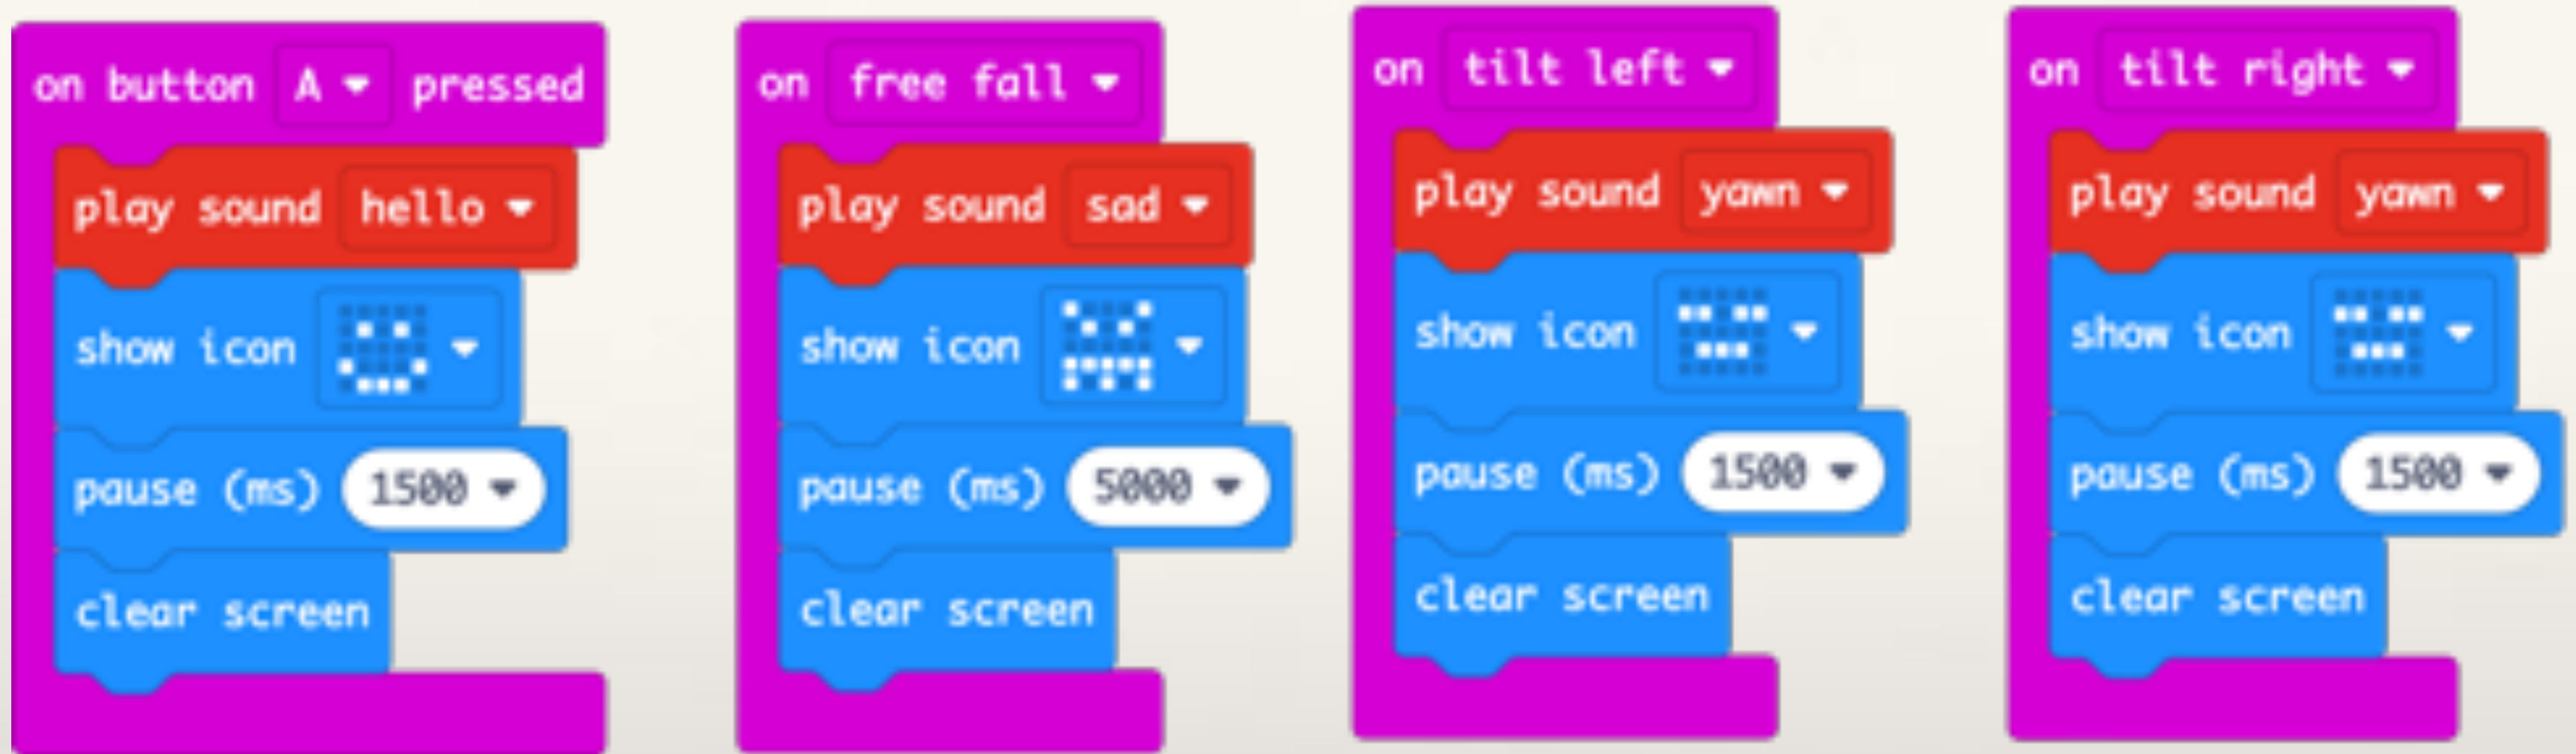 on button A pressed
play sound hello
show icon
pause (ms) 1500
clear screen
on free fall
play sound sad
show icon
pause (ms) 5000
clear screen
on tilt left
play sound yawn
show icon
pause (ms) 1500
clear screen
on tilt right
play sound yawn
show icon
pause (ms) 1500
clear screen